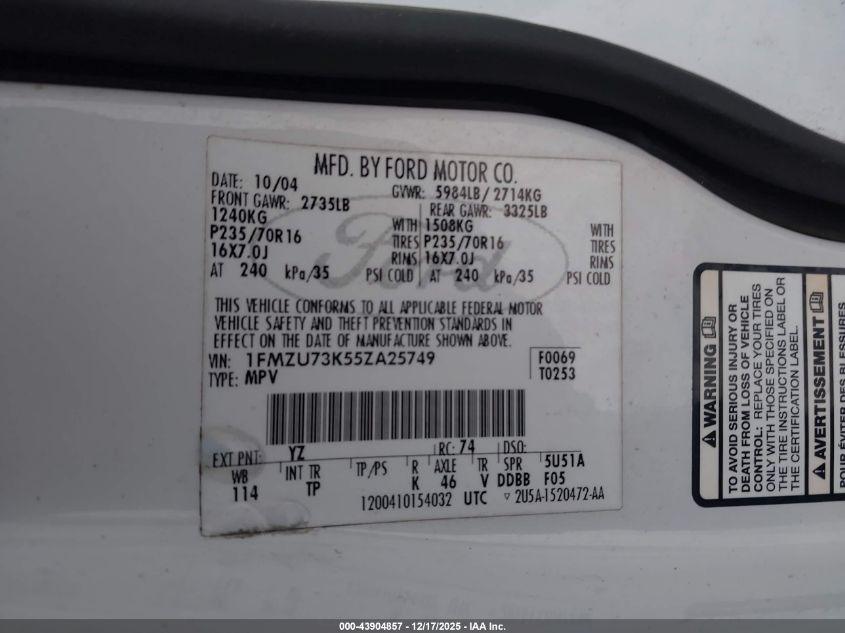 MFD. BY FORD MOTOR CO.
DATE: 10/04 GVWR: 5984LB/ 2714KG
FRONT GAWR: 2735LB REAR GAWR: 3325LB
1240KG WITH 1508KG WITH
P235/70R16 TIRES P235/70R16 TIRES
16X7.0J RIMS 16X7.0J RIMS
AT 240 kPa/35 PSI COLD AT 240 kPa/35 PSI COLD
Ford
THIS VEHICLE CONFORMS TO ALL APPLICABLE FEDERAL MOTOR
VEHICLE SAFETY AND THEFT PREVENTION STANDARDS IN
EFFECT ON THE DATE OF MANUFACTURE SHOWN ABOVE.
VIN: 1FMZU73K55ZA25749 F0069
TYPE: MPV T0253
EXT PNT: YZ RC: 74 DSO:
WB INT TR TP/PS R AXLE TR SPR 5U51A
114 TP K 46 V DDBB F05
1200410154032 UTC ▽ 2U5A-1520472-AA
WARNING
TO AVOID SERIOUS INJURY OR
DEATH FROM LOSS OF VEHICLE
CONTROL: REPLACE YOUR TIRES
ONLY WITH THOSE SPECIFIED ON
THE TIRE INSTRUCTIONS LABEL OR
THE CERTIFICATION LABEL.
AVERTISSEMENT
POUR ÉVITER DES BLESSURES
000-43904857 - 12/17/2025 - IAA Inc.